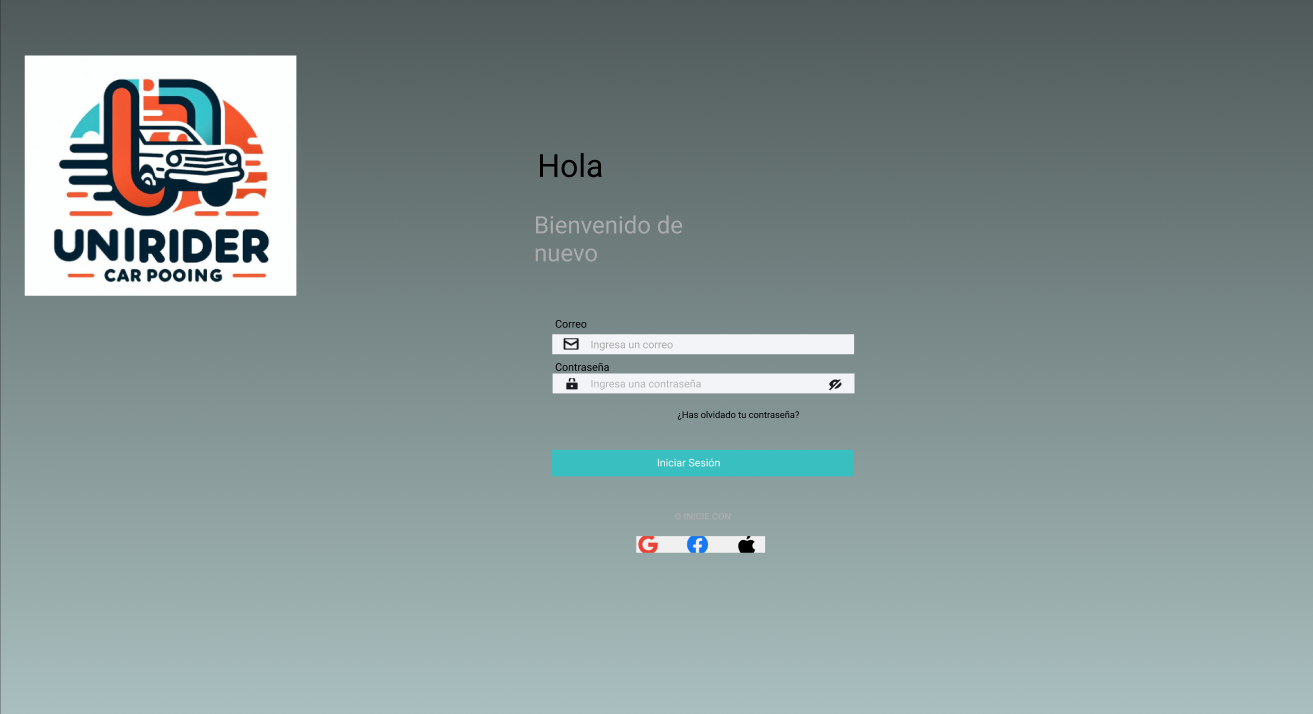 UNIRIDER
CAR POOING
Hola
Bienvenido de
nuevo
Correo
Ingresa un correo
Contraseña
Ingresa una contraseña
¿Has olvidado tu contraseña?
Iniciar Sesión
O INICIE CON